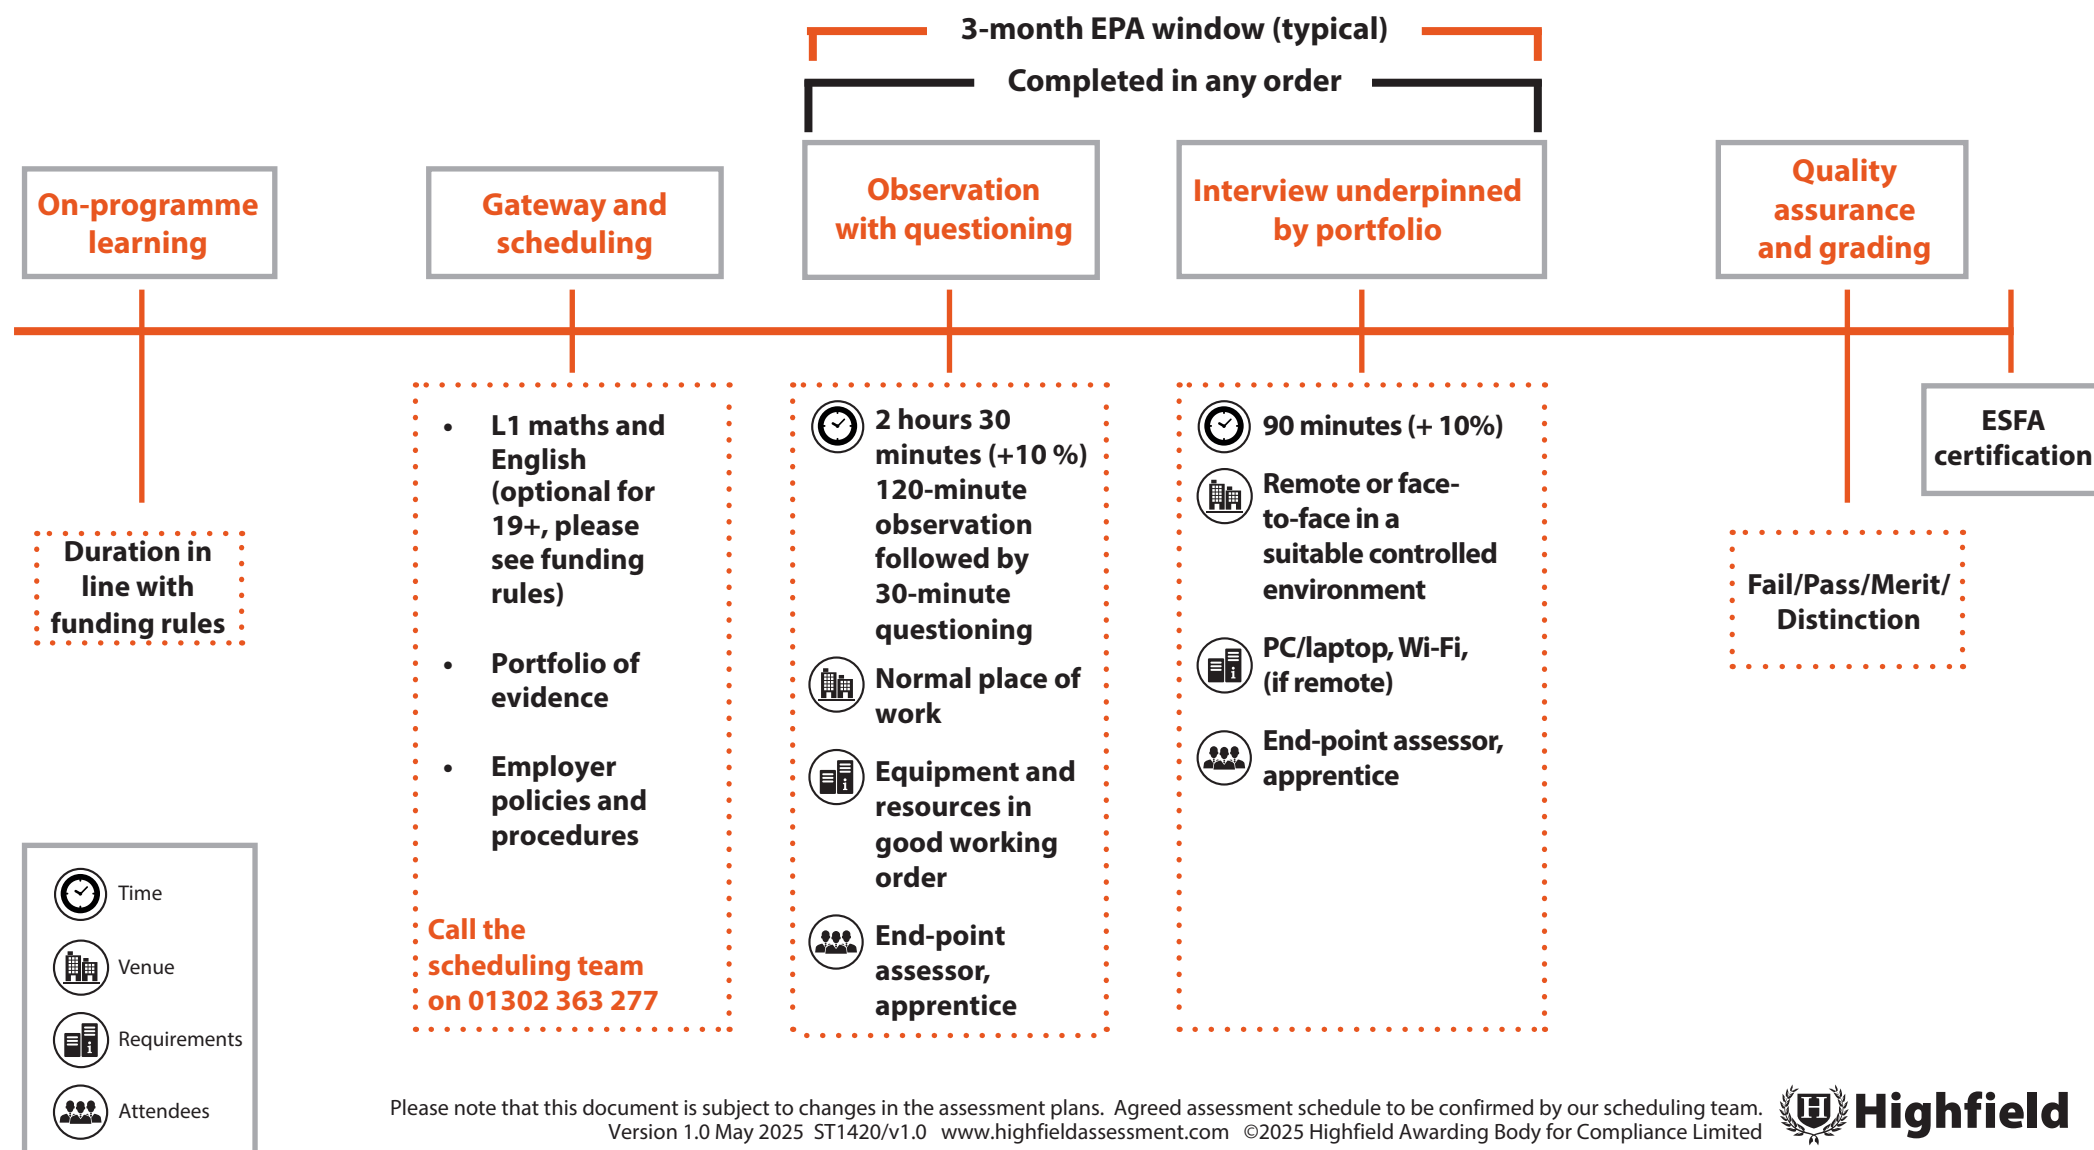 3-month EPA window (typical)
Completed in any order
On-programme
learning
Gateway and
scheduling
Observation
with questioning
Interview underpinned
by portfolio
Quality
assurance
and grading
ESFA
certification
Duration in
line with
funding rules
• L1 maths and
English
(optional for
19+, please
see funding
rules)
• Portfolio of
evidence
• Employer
policies and
procedures
Call the
scheduling team
on 01302 363 277
2 hours 30
minutes (+10 %)
120-minute
observation
followed by
30-minute
questioning
Normal place of
work
Equipment and
resources in
good working
order
End-point
assessor,
apprentice
90 minutes (+ 10%)
Remote or face-
to-face in a
suitable controlled
environment
PC/laptop, Wi-Fi,
(if remote)
End-point assessor,
apprentice
Fail/Pass/Merit/
Distinction
Time
Venue
Requirements
Attendees
Please note that this document is subject to changes in the assessment plans. Agreed assessment schedule to be confirmed by our scheduling team.
Version 1.0 May 2025 ST1420/v1.0 www.highfieldassessment.com ©2025 Highfield Awarding Body for Compliance Limited
H Highfield